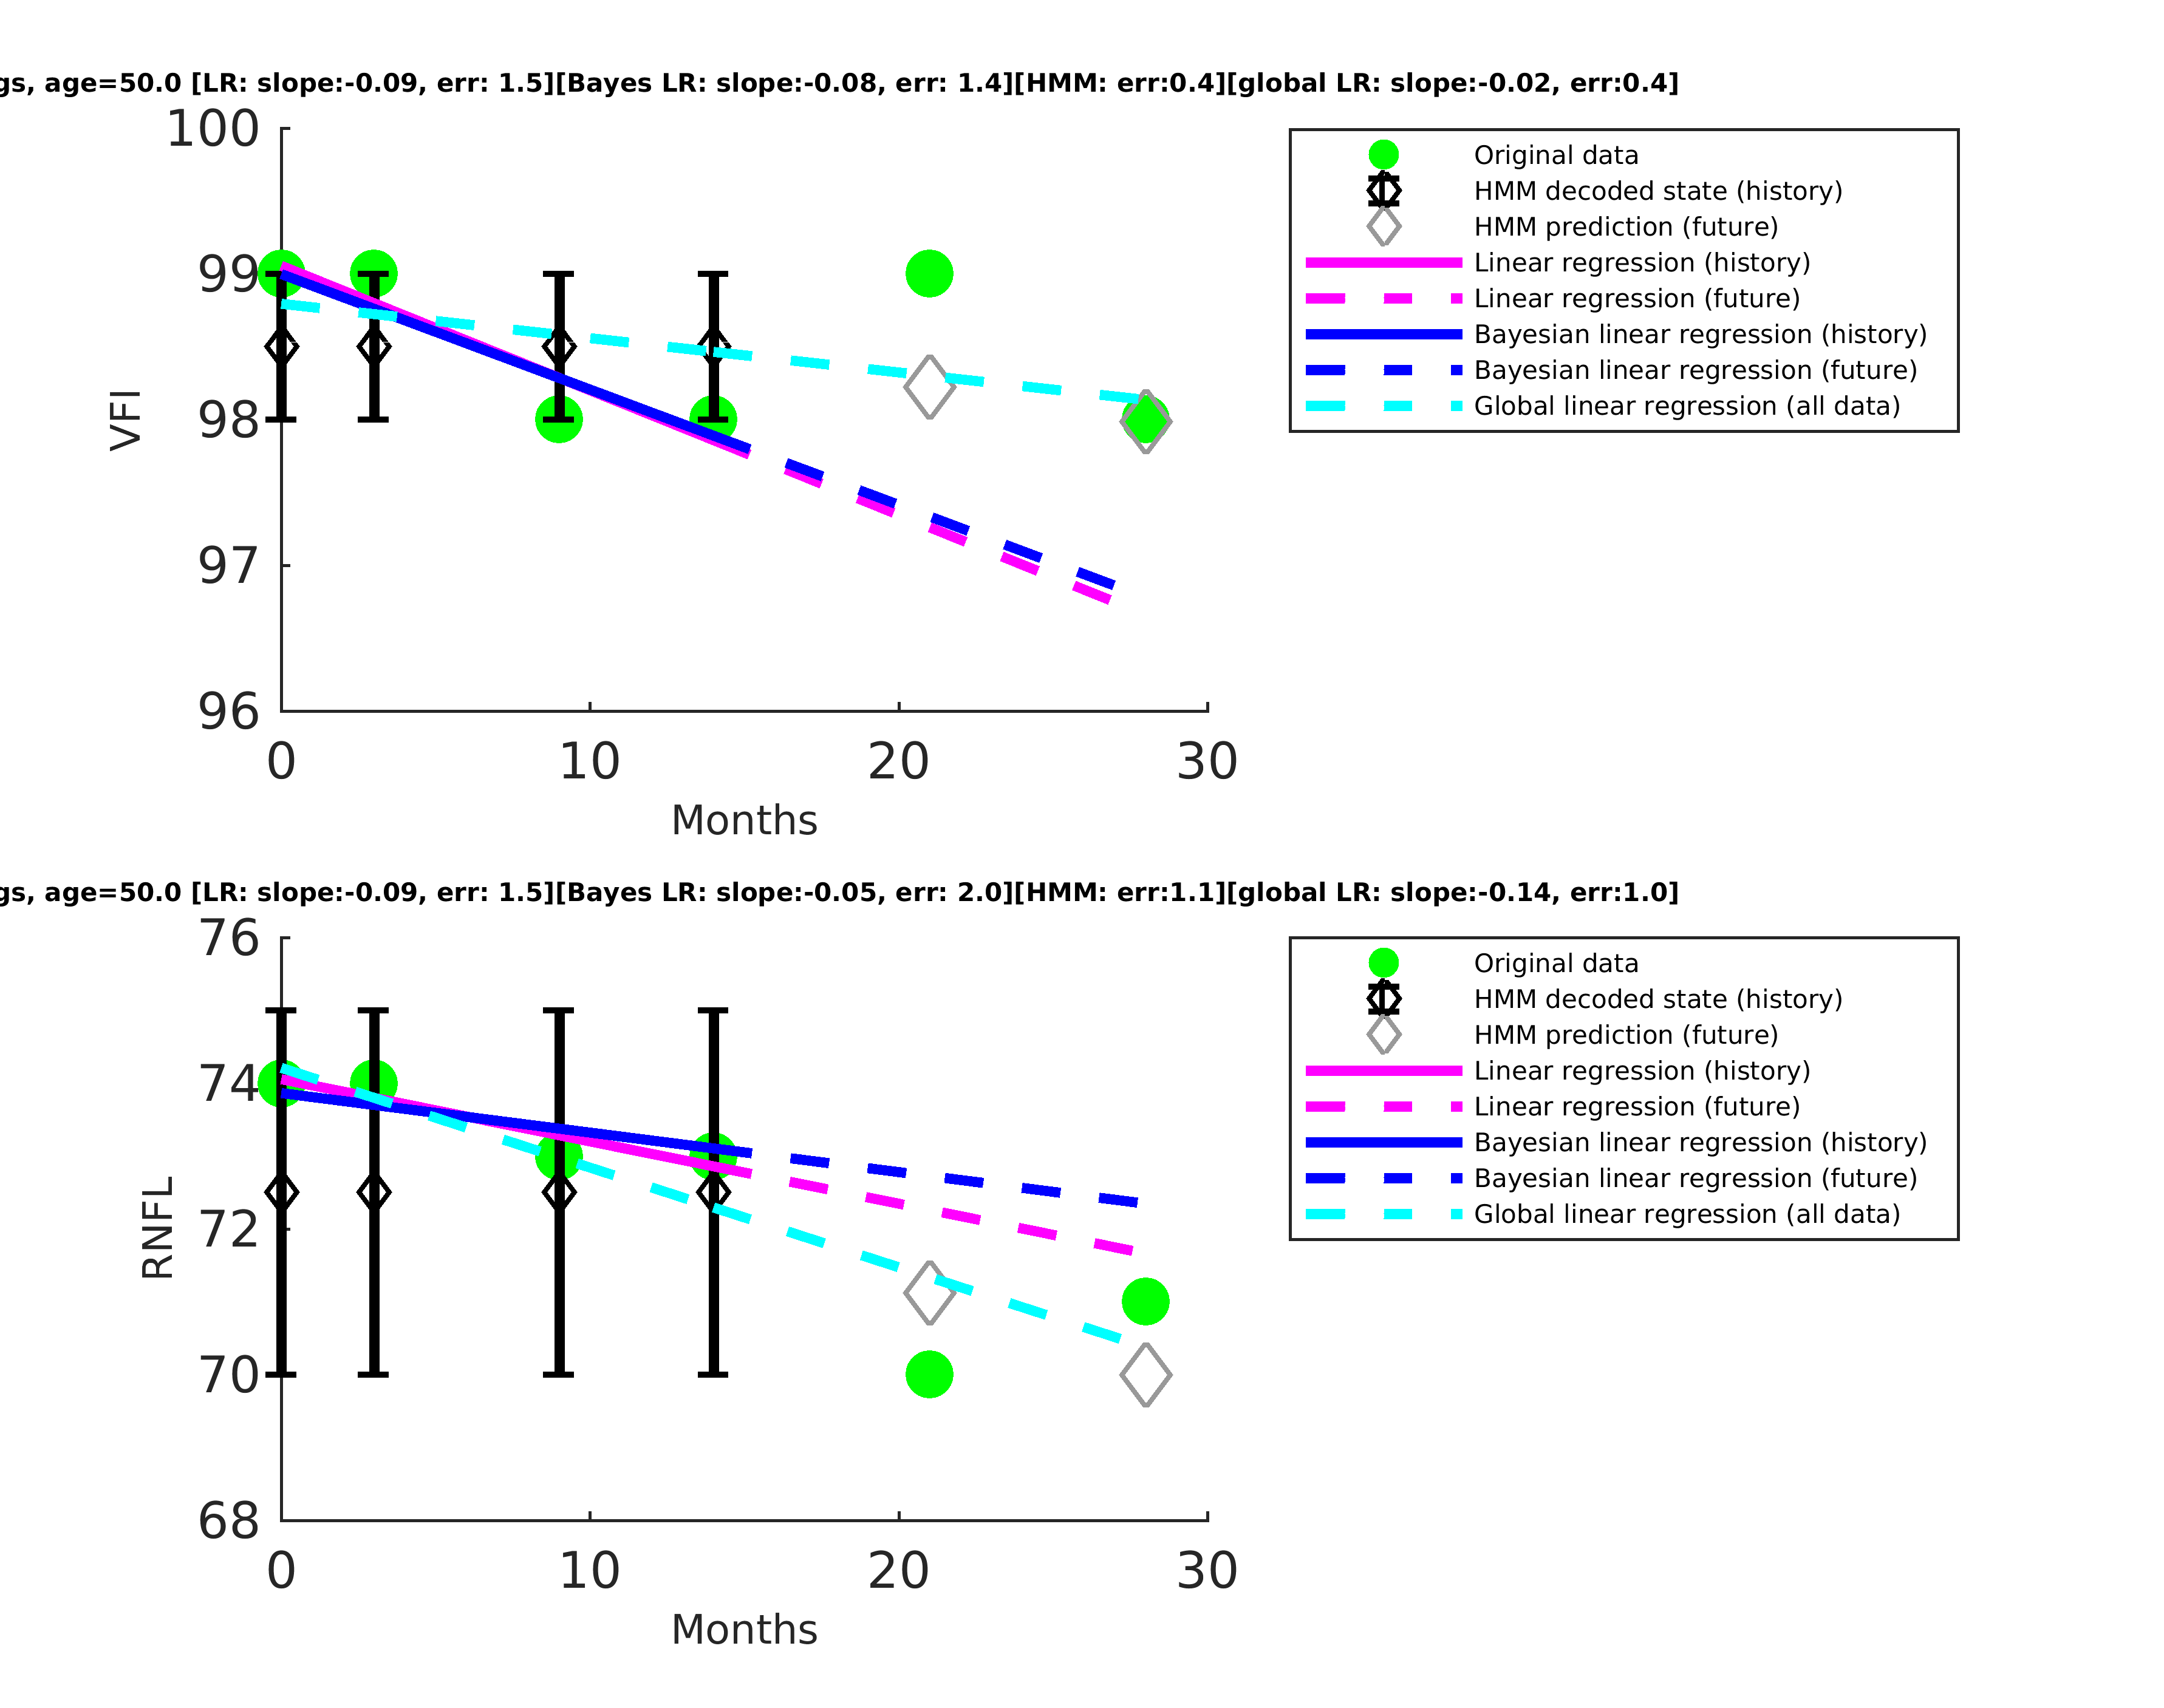 gs, age=50.0 [LR: slope:-0.09, err: 1.5][Bayes LR: slope:-0.08, err: 1.4][HMM: err:0.4][global LR: slope:-0.02, err:0.4]
100
99
98
97
96
VFI
0 10 20 30
Months
Original data
HMM decoded state (history)
HMM prediction (future)
Linear regression (history)
Linear regression (future)
Bayesian linear regression (history)
Bayesian linear regression (future)
Global linear regression (all data)
gs, age=50.0 [LR: slope:-0.09, err: 1.5][Bayes LR: slope:-0.05, err: 2.0][HMM: err:1.1][global LR: slope:-0.14, err:1.0]
76
74
72
70
68
RNFL
0 10 20 30
Months
Original data
HMM decoded state (history)
HMM prediction (future)
Linear regression (history)
Linear regression (future)
Bayesian linear regression (history)
Bayesian linear regression (future)
Global linear regression (all data)